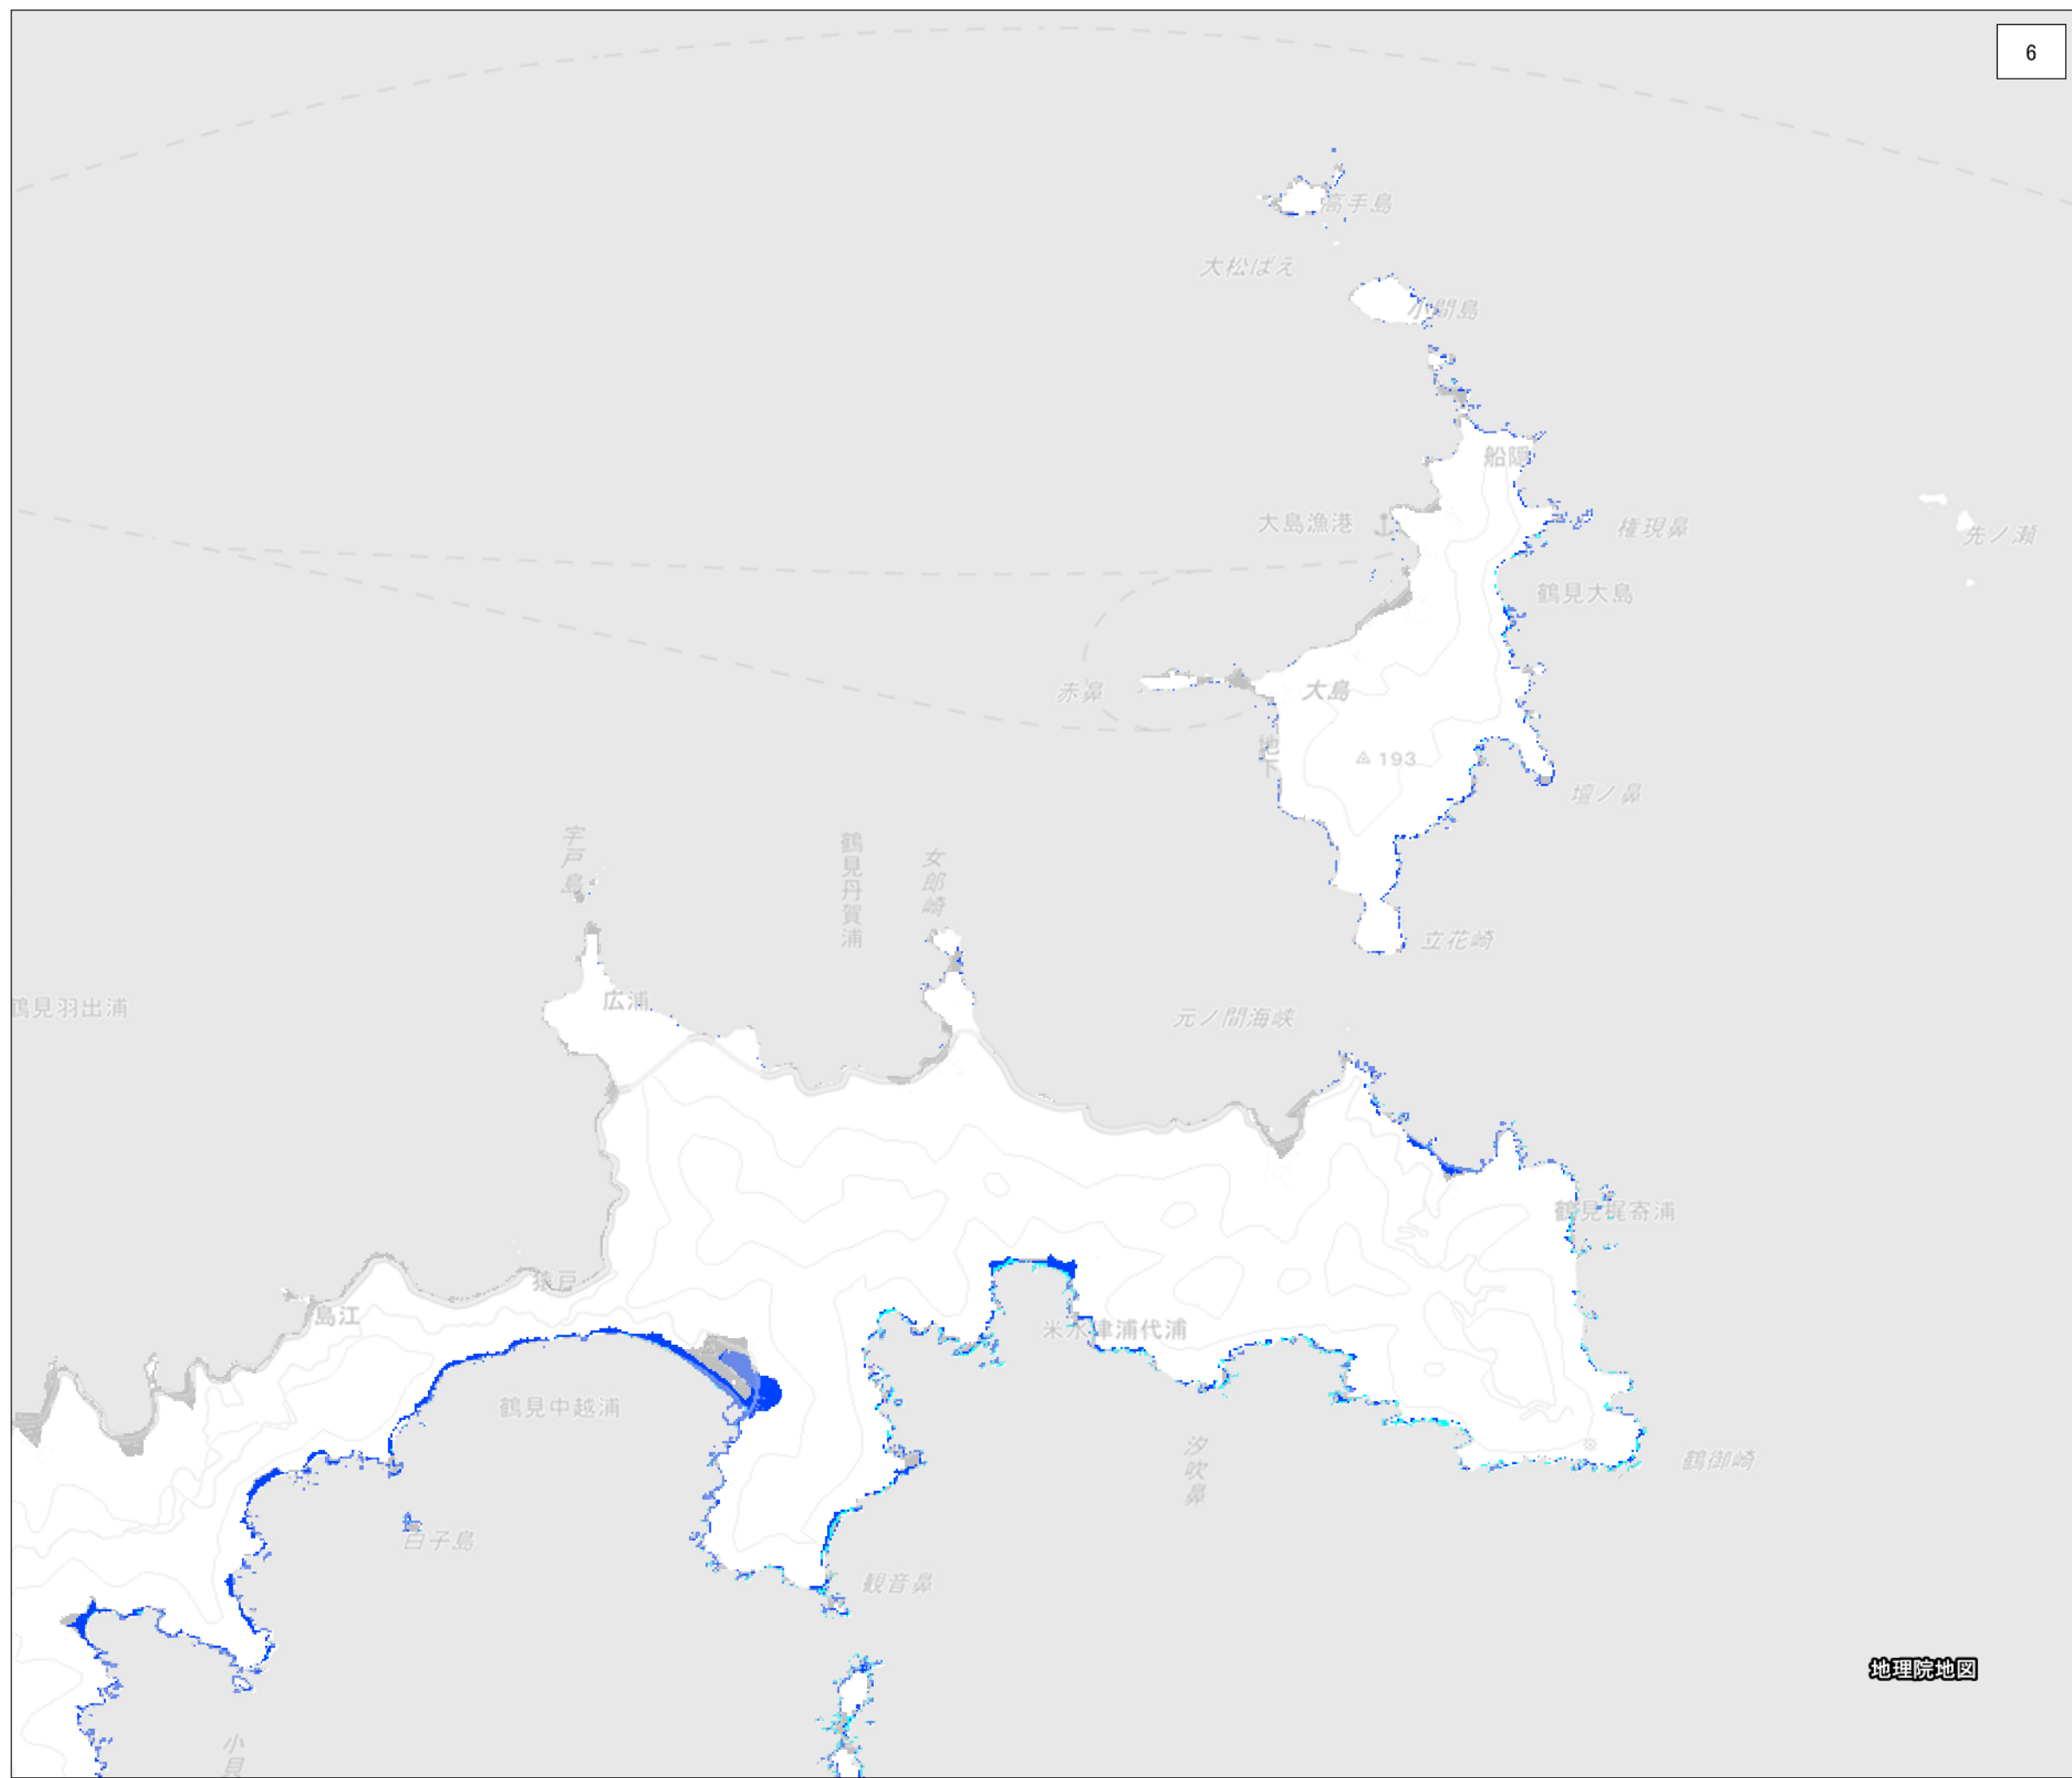 6
高手島
大松ばえ
小間島
船隠
大島漁港
権現鼻
先ノ瀬
鶴見大島
赤鼻
大島
地下
193
壇ノ鼻
宇戸島
鶴見丹賀浦
女郎崎
立花崎
鶴見羽出浦
広浦
元ノ間海峡
鶴見梶寄浦
猿戸
島江
米水津浦代浦
鶴見中越浦
汐吹鼻
鶴御崎
白子島
観音鼻
地理院地図
小